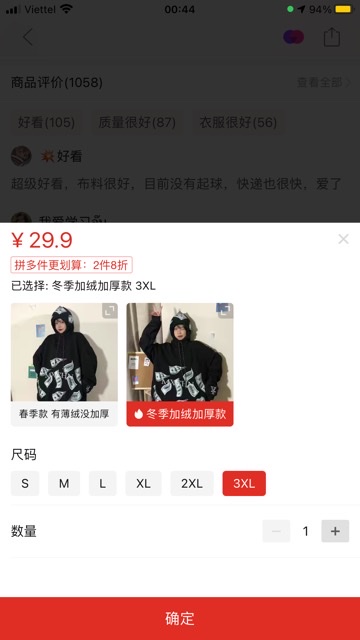 Viettel
00:44
94%
商品评价(1058)
查看全部
好看(105)
质量很好(87)
衣服很好(56)
💥好看
超级好看，布料很好，目前没有起球，快递也很快，爱了
¥ 29.9
拼多件更划算：2件8折
已选择: 冬季加绒加厚款 3XL
春季款 有薄绒没加厚
冬季加绒加厚款
尺码
S
M
L
XL
2XL
3XL
数量
1
确定